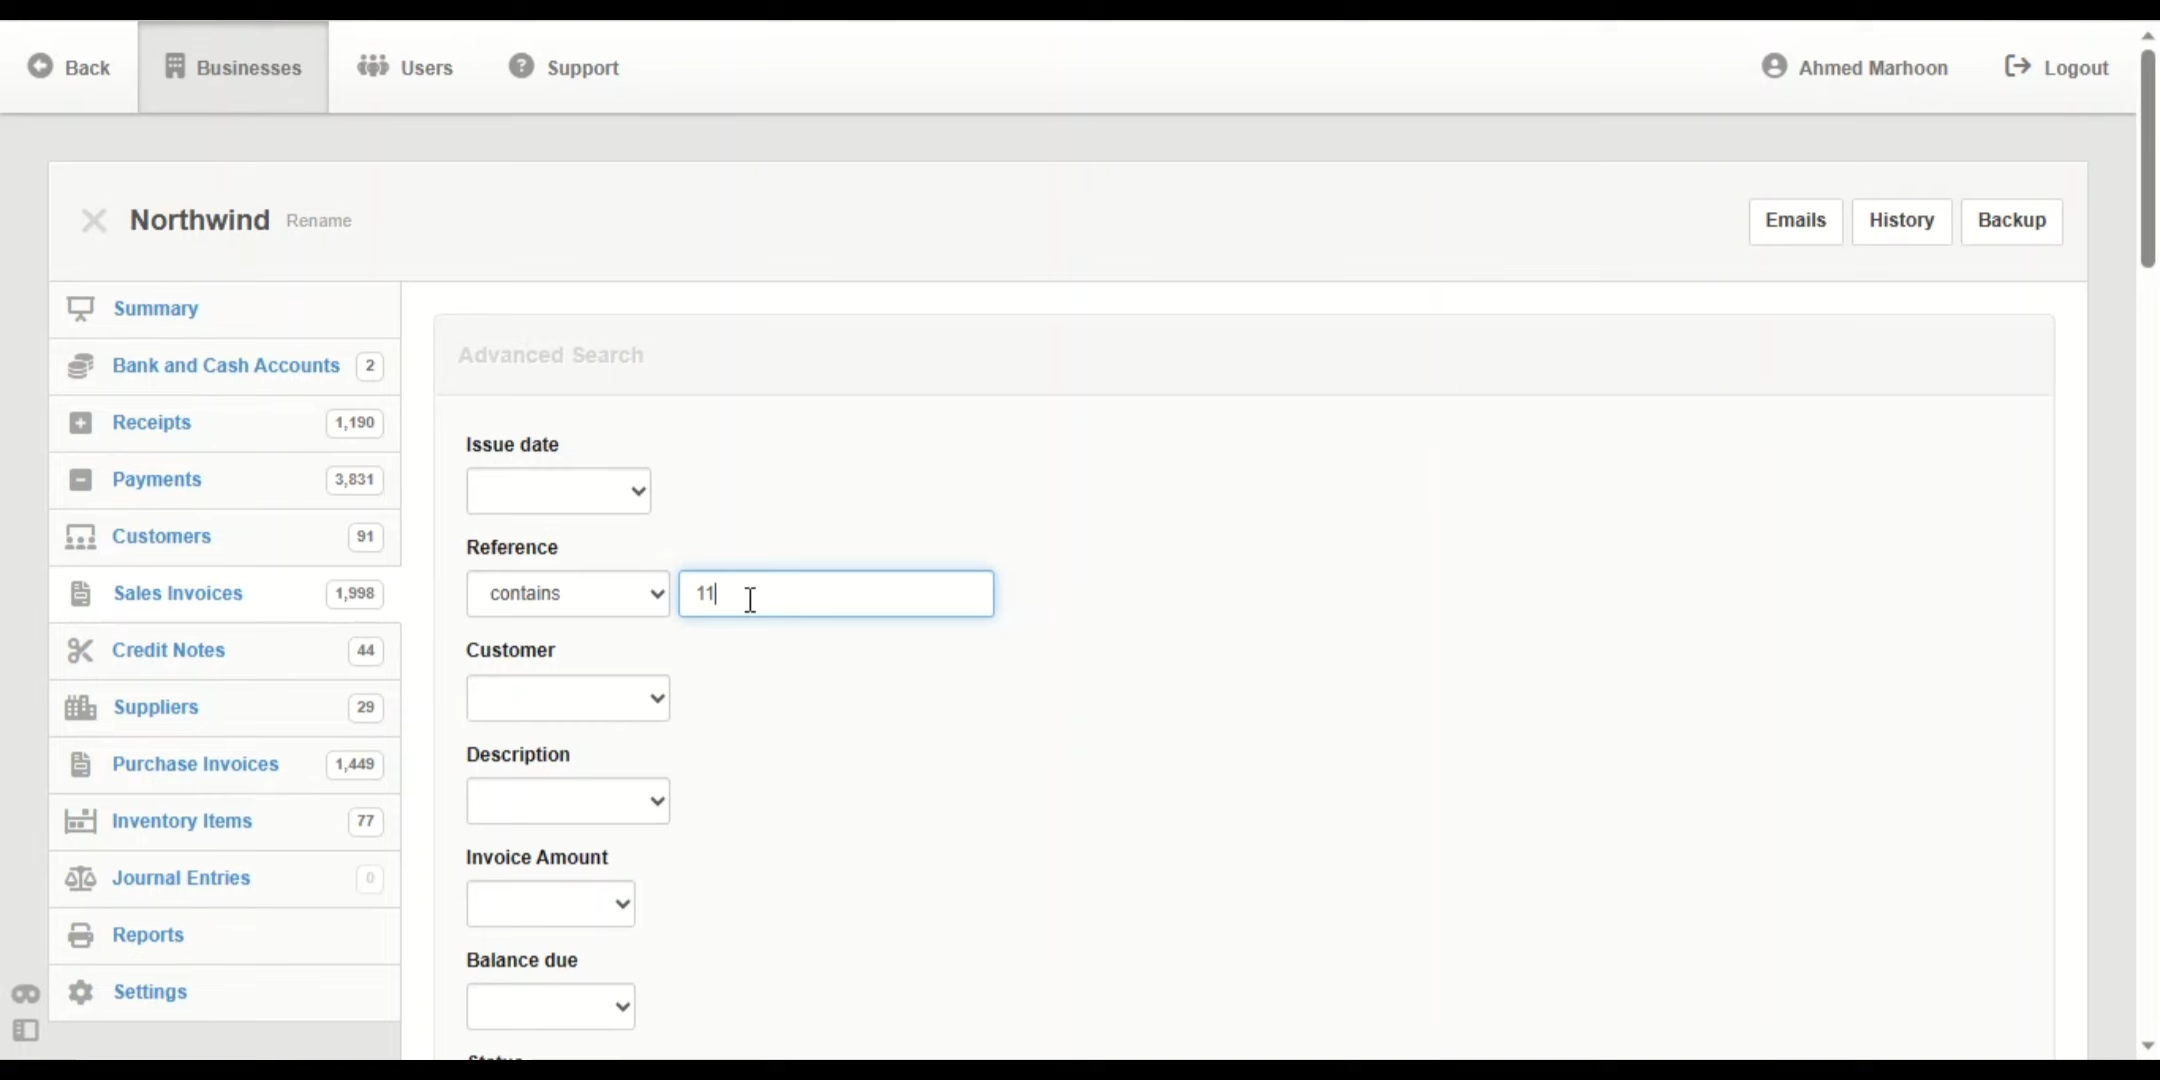 Back Businesses Users Support Ahmed Marhoon Logout
Northwind Rename Emails History Backup
Summary
Bank and Cash Accounts 2
Receipts 1,190
Payments 3,831
Customers 91
Sales Invoices 1,998
Credit Notes 44
Suppliers 29
Purchase Invoices 1,449
Inventory Items 77
Journal Entries 0
Reports
Settings
Advanced Search
Issue date
Reference
contains 11
Customer
Description
Invoice Amount
Balance due
Status